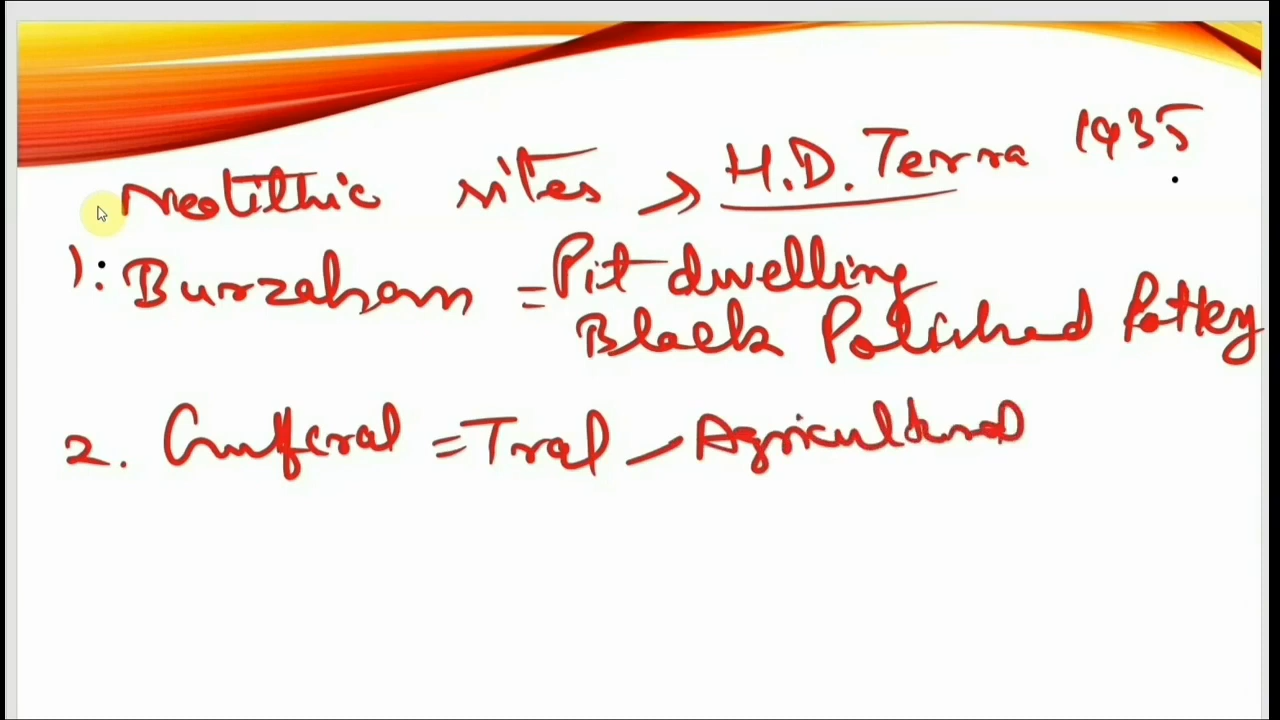 Neolithic sites > H.D. Terra 1935
1): Burzahom = Pit dwelling
Black Polished Pottery
2. Gufkral = Tral - Agricultural